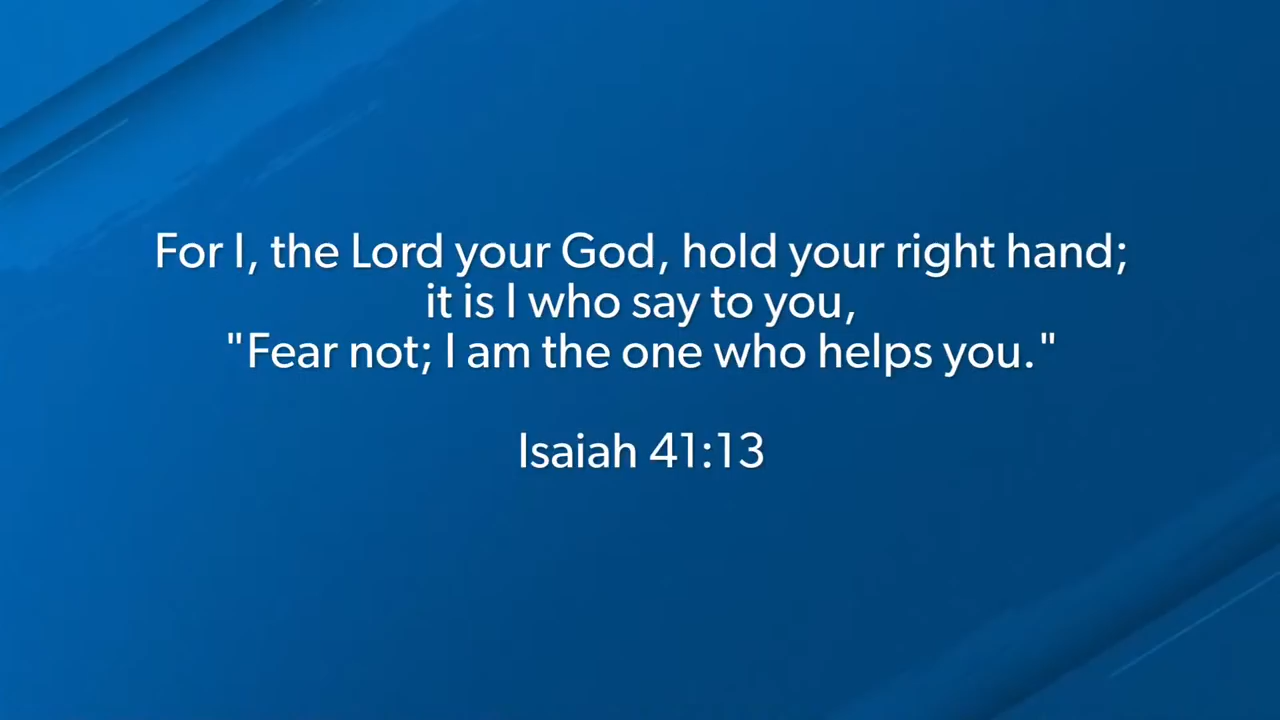 For I, the Lord your God, hold your right hand;
it is I who say to you,
"Fear not; I am the one who helps you."
Isaiah 41:13